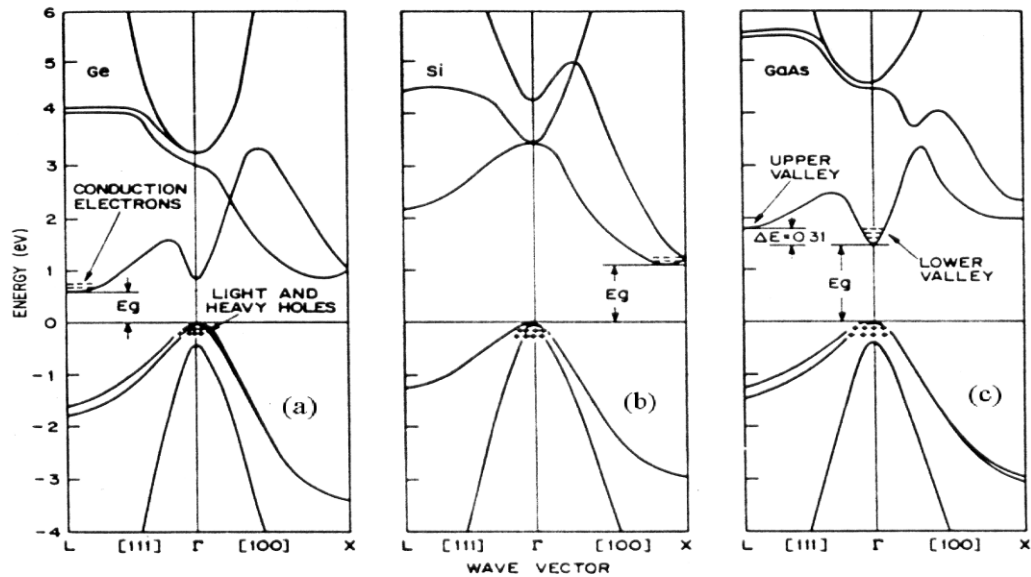 ENERGY (eV)
6
5
4
3
2
1
0
-1
-2
-3
-4
Ge
CONDUCTION
ELECTRONS
Eg
LIGHT AND
HEAVY HOLES
(a)
L [111] Γ [100] X
Si
Eg
(b)
L [111] Γ [100] X
GaAs
UPPER
VALLEY
ΔE=0.31
LOWER
VALLEY
Eg
(c)
L [111] Γ [100] X
WAVE VECTOR